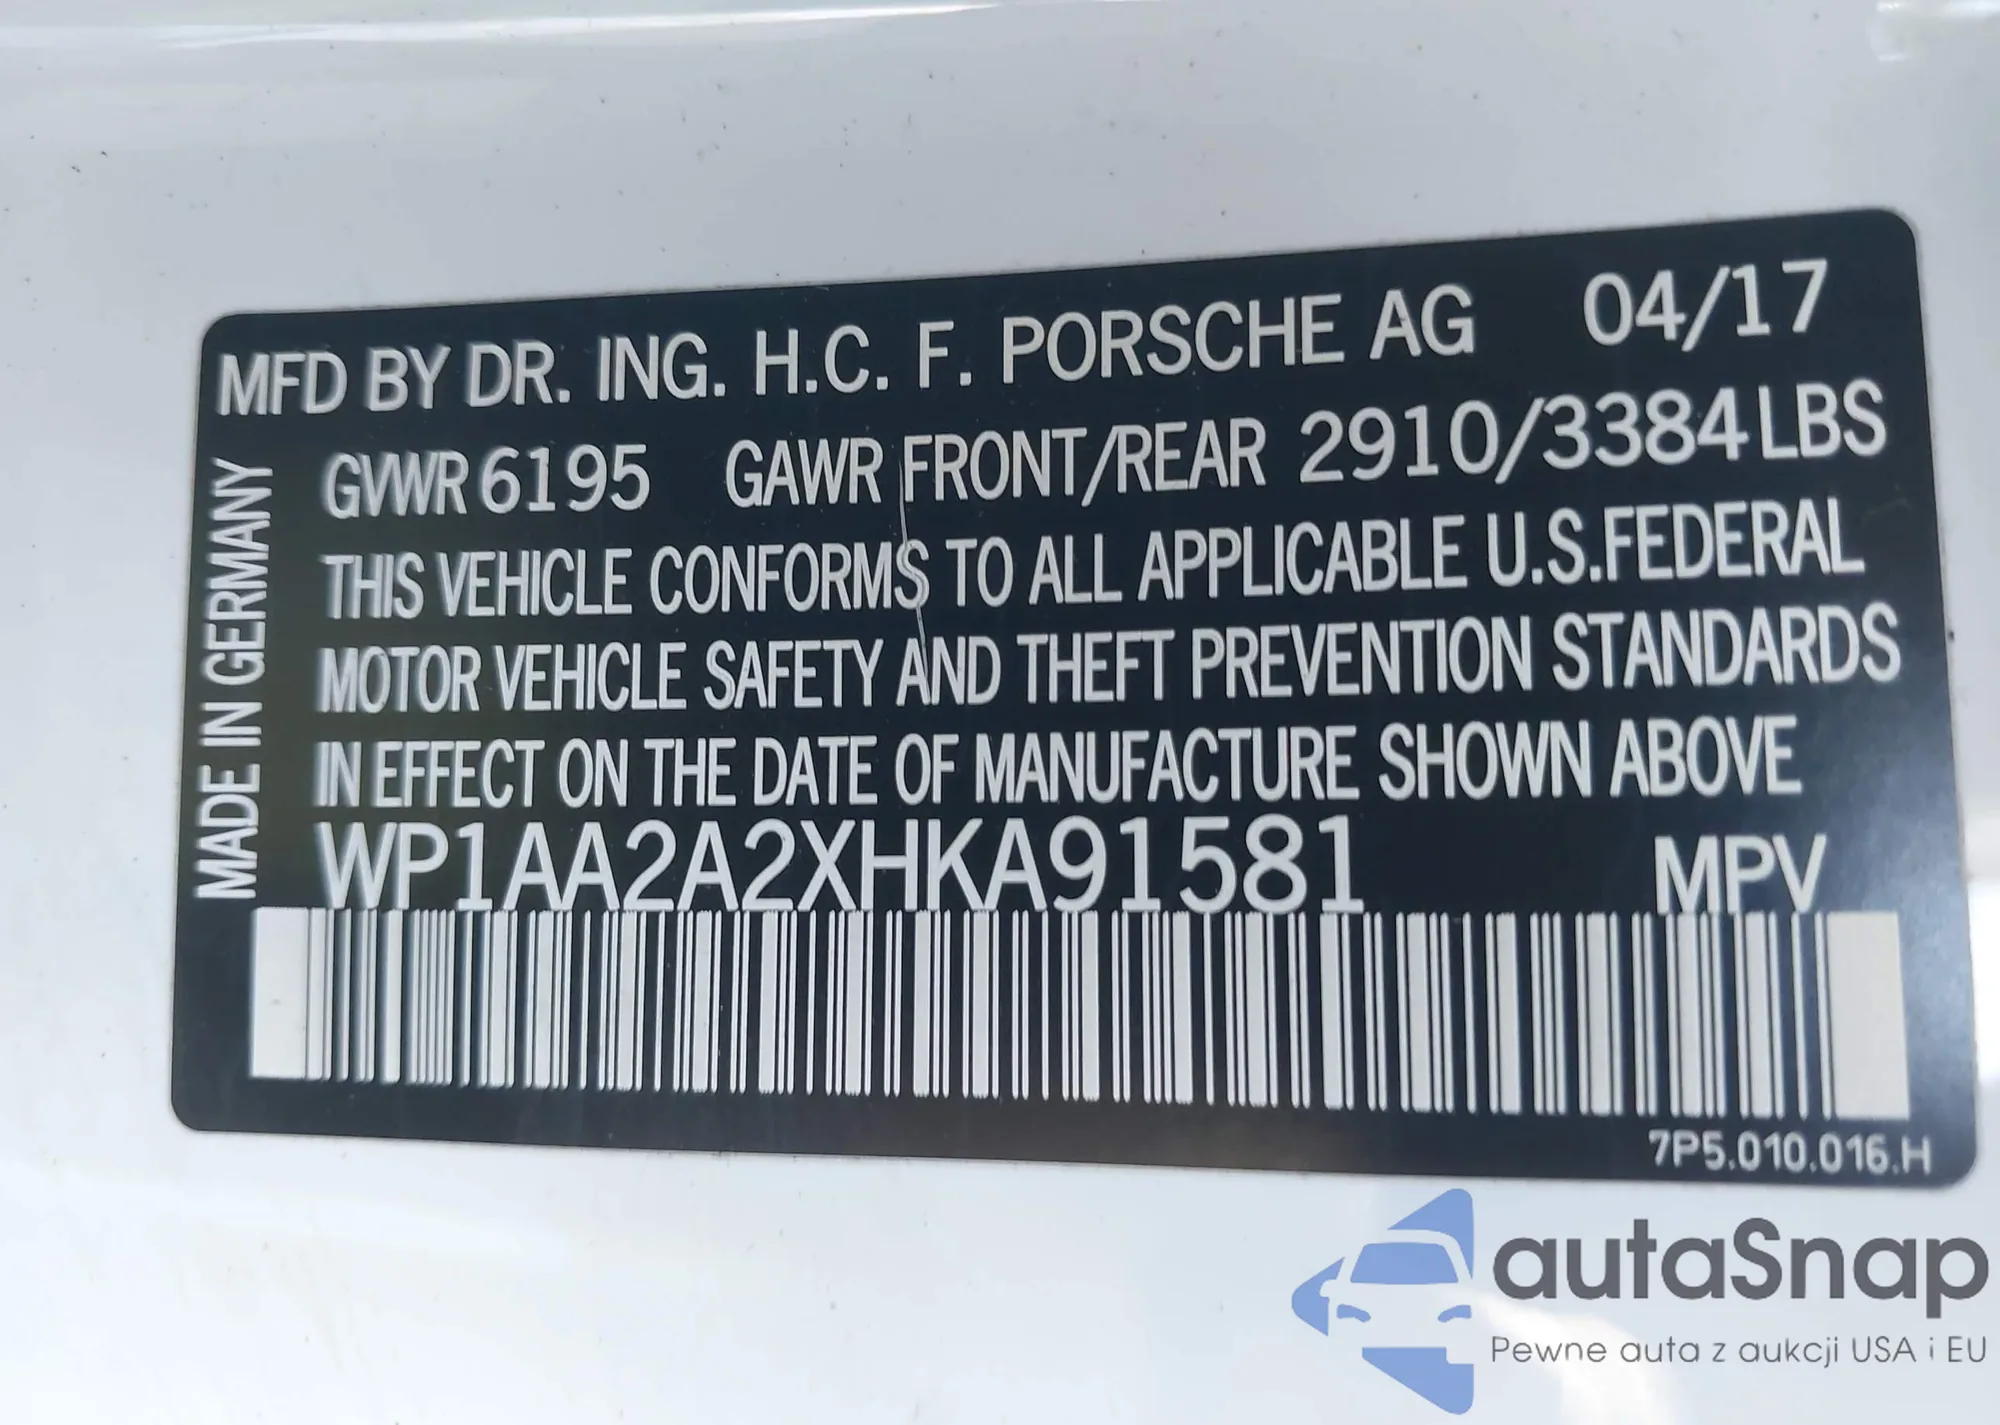 MFD BY DR. ING. H.C. F. PORSCHE AG 04/17
GVWR 6195 GAWR FRONT/REAR 2910/3384 LBS
THIS VEHICLE CONFORMS TO ALL APPLICABLE U.S.FEDERAL
MOTOR VEHICLE SAFETY AND THEFT PREVENTION STANDARDS
IN EFFECT ON THE DATE OF MANUFACTURE SHOWN ABOVE
WP1AA2A2XHKA91581 MPV
MADE IN GERMANY
7P5.010.016.H
autaSnap
Pewne auta z aukcji USA i EU